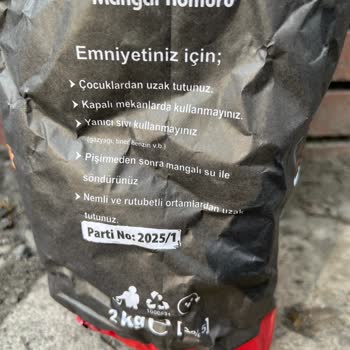 Mangal Kömürü
Emniyetiniz için;
Çocuklardan uzak tutunuz.
Kapalı mekanlarda kullanmayınız.
Yanıcı sıvı kullanmayınız
Pişirmeden sonra mangalı su ile
söndürünüz
Nemli ve rutubetli ortamlardan uzak
tutunuz.
Parti No: 2025/1
2 kg e